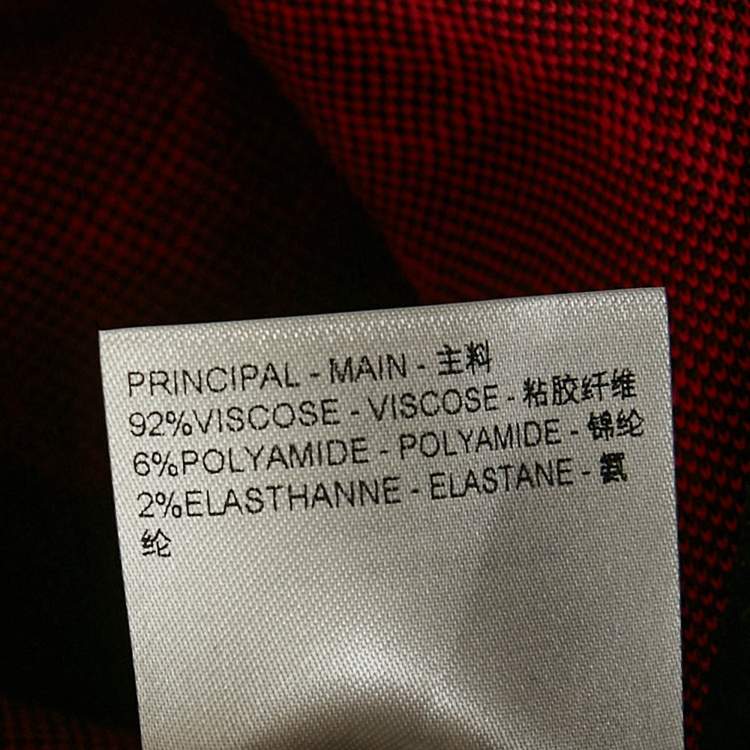 PRINCIPAL - MAIN - 主料
92%VISCOSE - VISCOSE - 粘胶纤维
6%POLYAMIDE - POLYAMIDE - 锦纶
2%ELASTHANNE - ELASTANE - 氨
纶